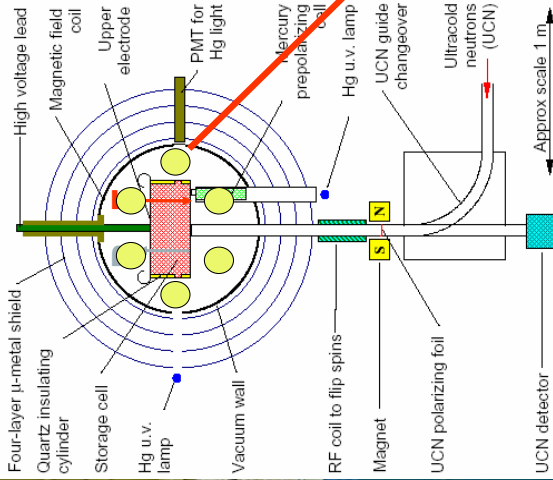 High voltage lead
Magnetic field
coil
Upper
electrode
PMT for
Hg light
Mercury
prepolarizing
cell
Hg u.v. lamp
UCN guide
changeover
Ultracold
neutrons
(UCN)
Approx scale 1 m
Four-layer μ-metal shield
Quartz insulating
cylinder
Storage cell
Hg u.v.
lamp
Vacuum wall
RF coil to flip spins
Magnet
UCN polarizing foil
UCN detector
N
S